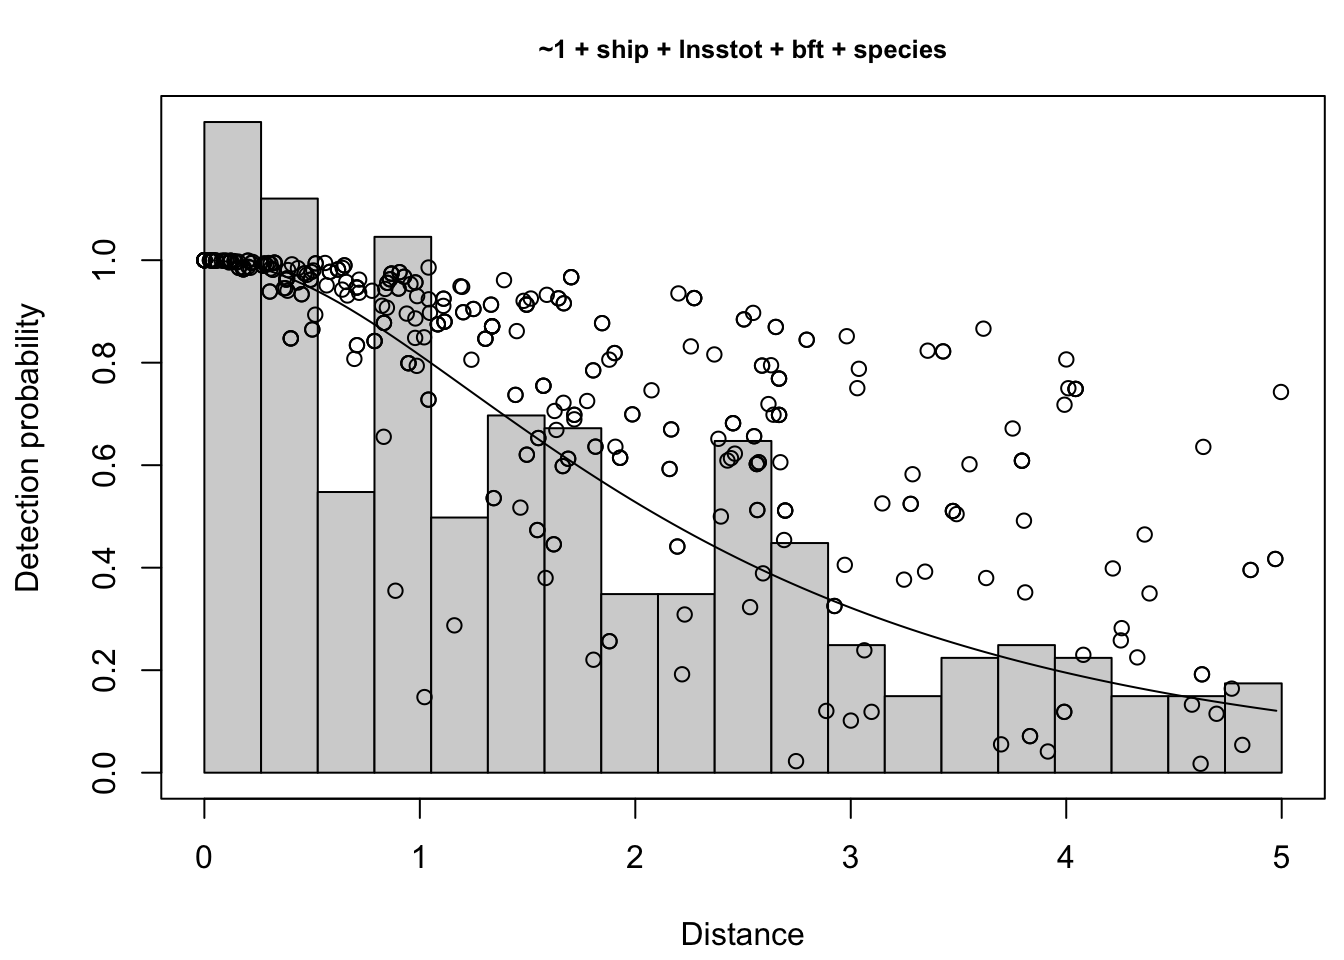 ~1 + ship + lnsstot + bft + species
Detection probability
1.0
0.8
0.6
0.4
0.2
0.0
0 1 2 3 4 5
Distance